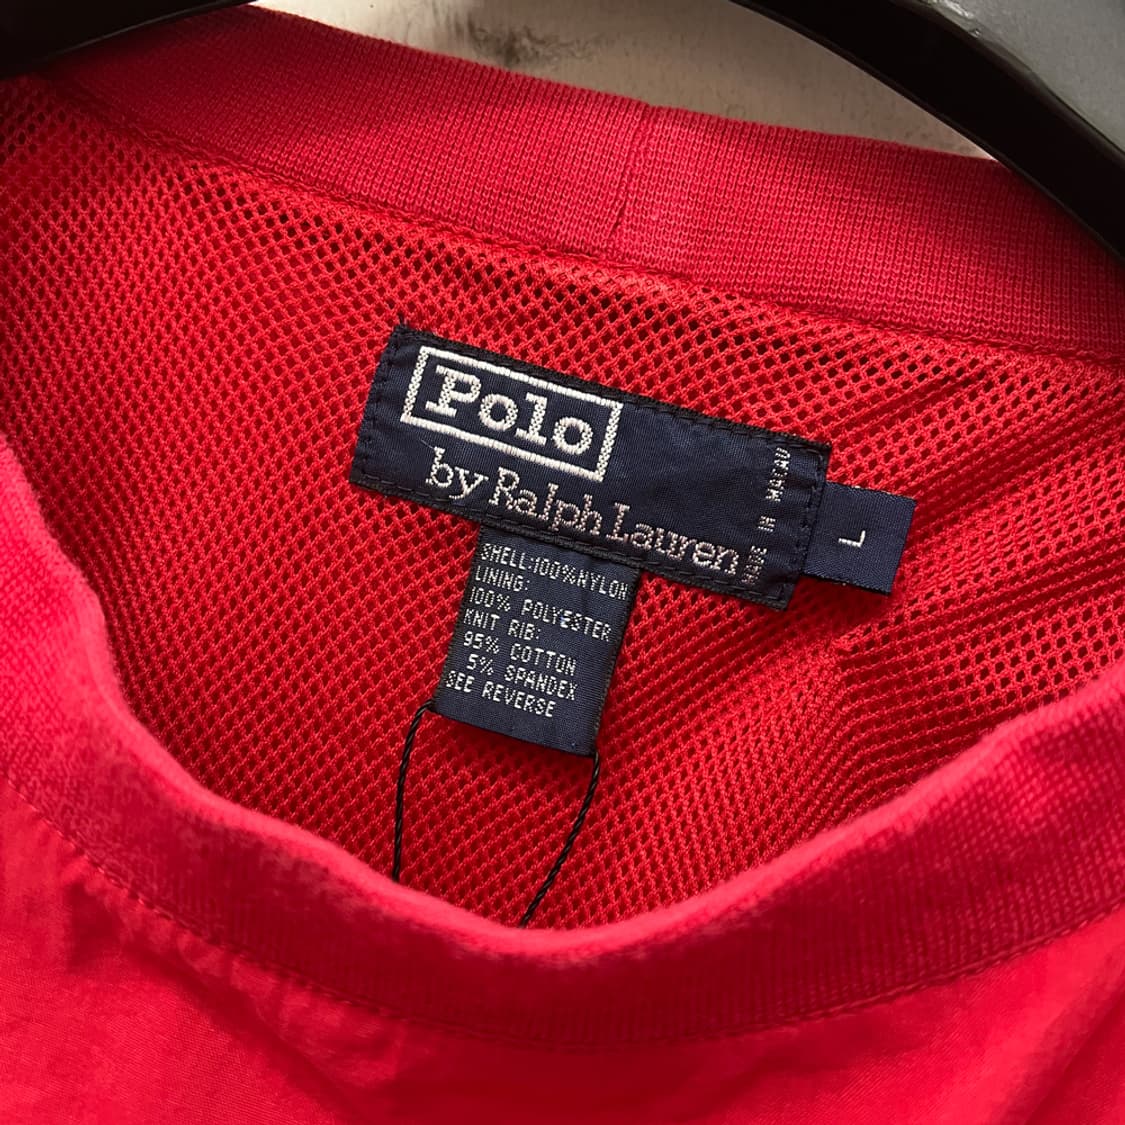 Polo
by Ralph Lauren
MADE IN MACAU
L
SHELL:100%NYLON
LINING:
100% POLYESTER
KNIT RIB:
95% COTTON
5% SPANDEX
SEE REVERSE